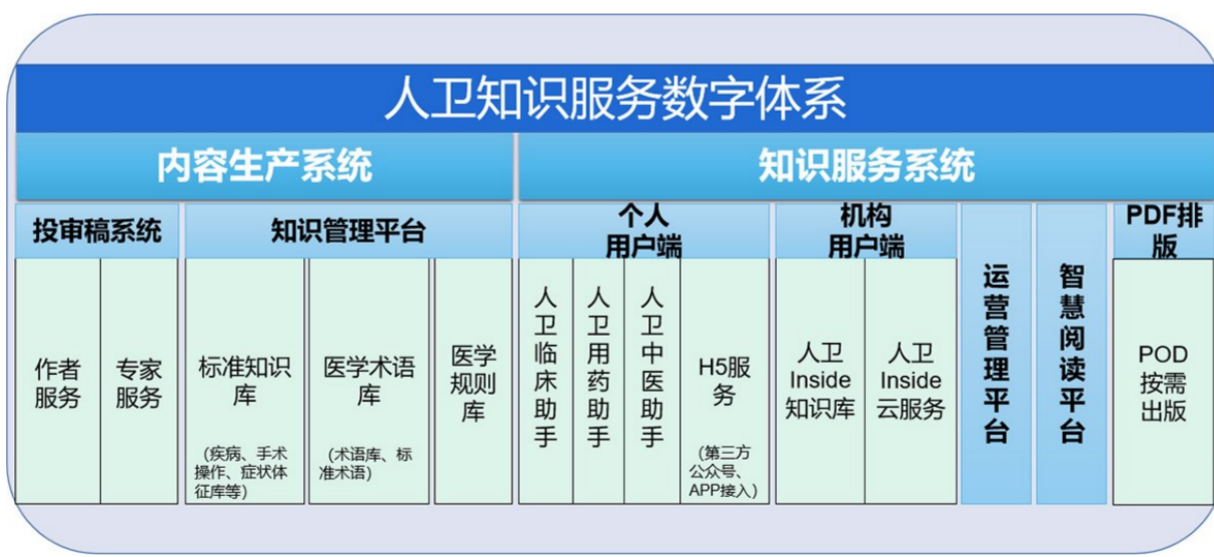 人卫知识服务数字体系
内容生产系统
知识服务系统
投审稿系统
知识管理平台
个人
用户端
机构
用户端
运营管理平台
智慧阅读平台
PDF排
版
作者
服务
专家
服务
标准知识
库
(疾病、手术
操作、症状体
征库等)
医学术语
库
(术语库、标
准术语)
医学
规则
库
人卫临床助手
人卫用药助手
人卫中医助手
H5服
务
(第三方
公众号、
APP接入)
人卫
Inside
知识库
人卫
Inside
云服务
POD
按需
出版